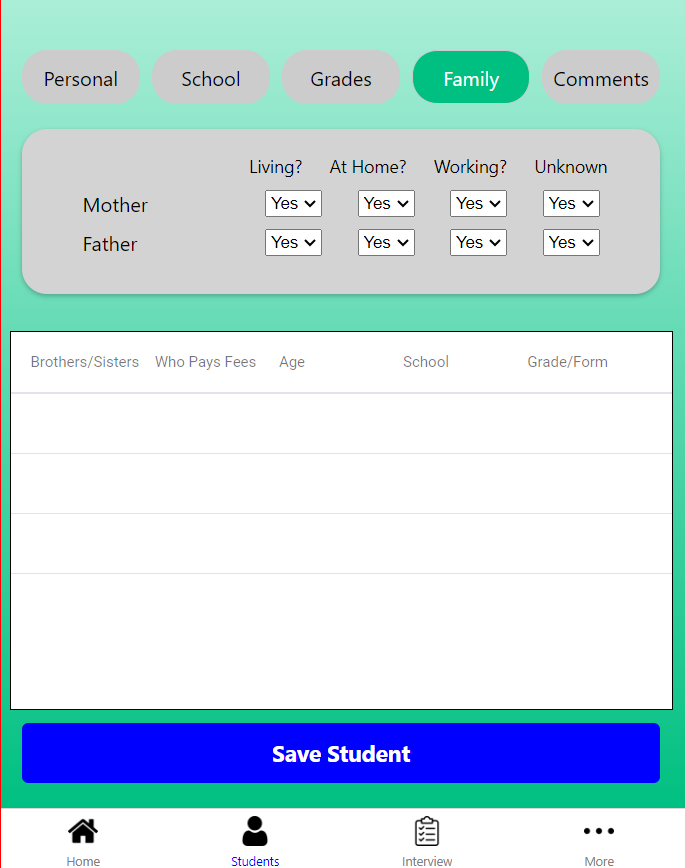 Personal School Grades Family Comments
Living? At Home? Working? Unknown
Mother Yes Yes Yes Yes
Father Yes Yes Yes Yes
Brothers/Sisters Who Pays Fees Age School Grade/Form
Save Student
Home Students Interview More